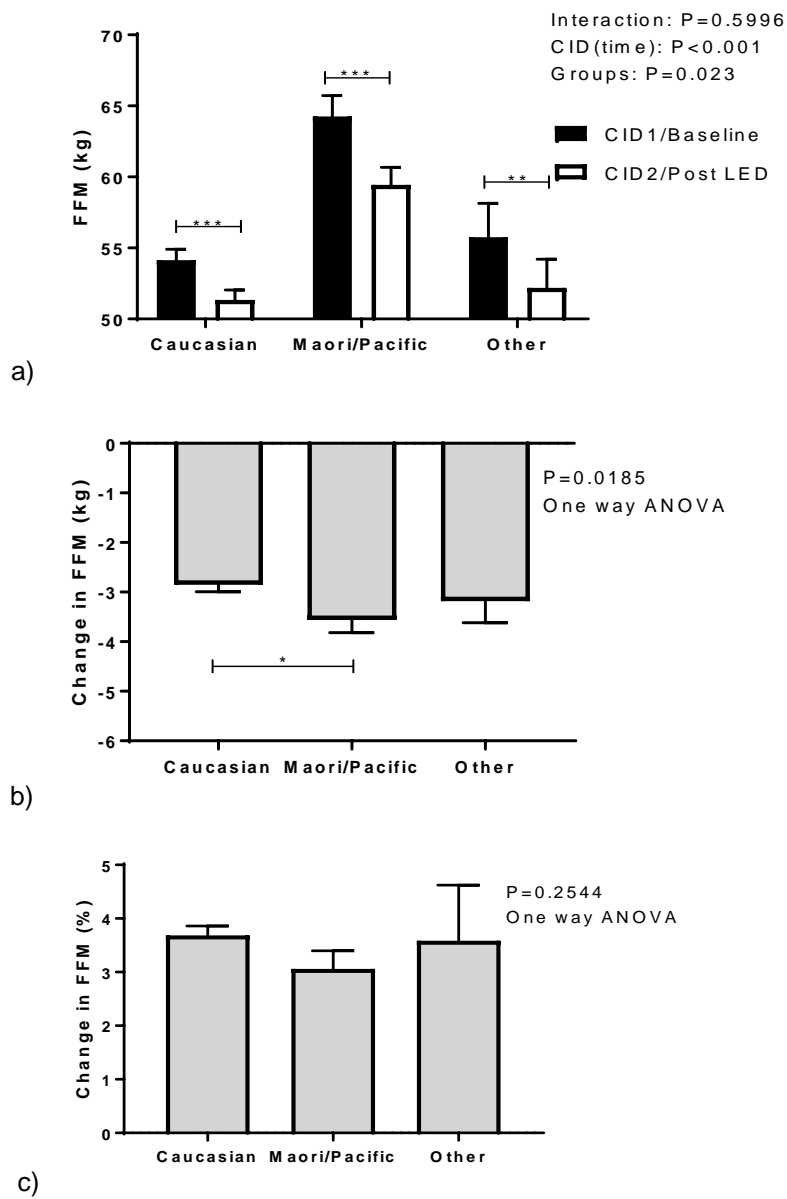 Interaction: P=0.5996
CID(time): P<0.001
Groups: P=0.023
CID1/Baseline
CID2/Post LED
FFM (kg)
70
65
60
55
50
***
***
**
Caucasian Maori/Pacific Other
a)
Change in FFM (kg)
0
-1
-2
-3
-4
-5
-6
P=0.0185
One way ANOVA
*
Caucasian Maori/Pacific Other
b)
Change in FFM (%)
5
4
3
2
1
0
P=0.2544
One way ANOVA
Caucasian Maori/Pacific Other
c)